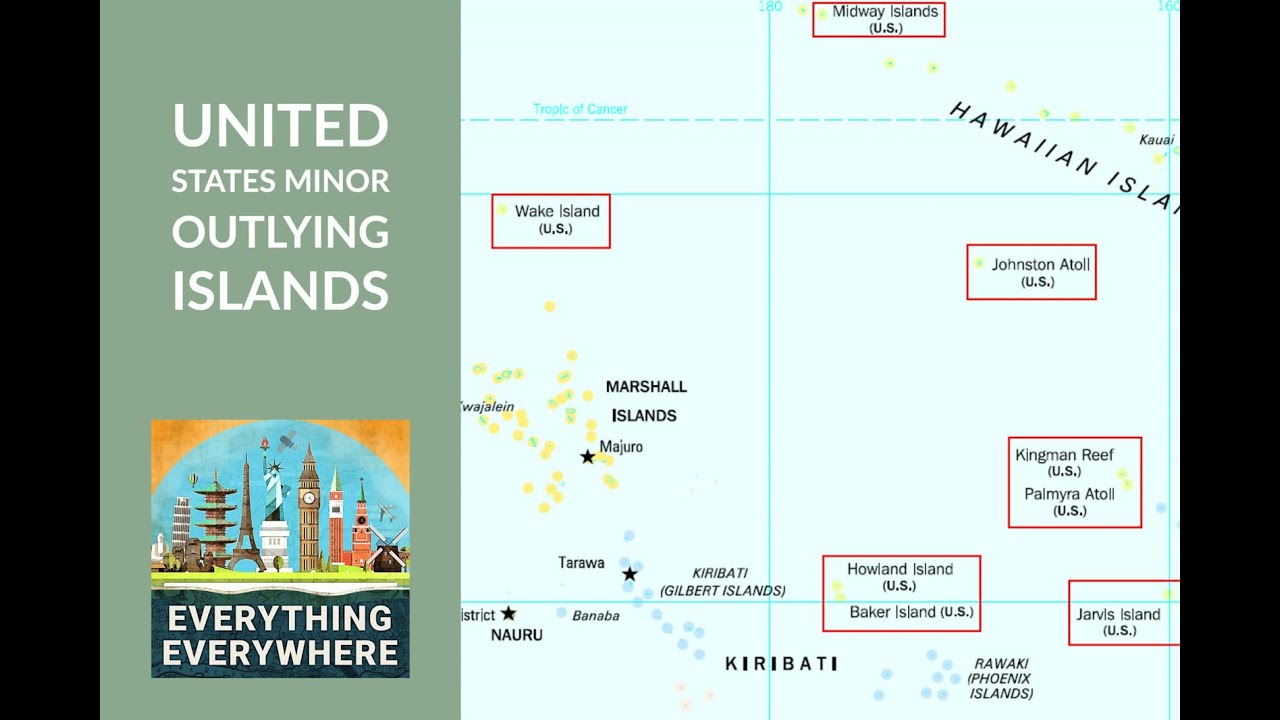 UNITED
STATES MINOR
OUTLYING
ISLANDS
EVERYTHING
EVERYWHERE
180
160
Midway Islands
(U.S.)
Tropic of Cancer
HAWAIIAN ISLA
Kauai
Wake Island
(U.S.)
Johnston Atoll
(U.S.)
MARSHALL
ISLANDS
Kwajalein
Majuro
Kingman Reef
(U.S.)
Palmyra Atoll
(U.S.)
Tarawa
KIRIBATI
(GILBERT ISLANDS)
Howland Island
(U.S.)
Baker Island (U.S.)
Jarvis Island
(U.S.)
istrict
NAURU
Banaba
KIRIBATI
RAWAKI
(PHOENIX
ISLANDS)